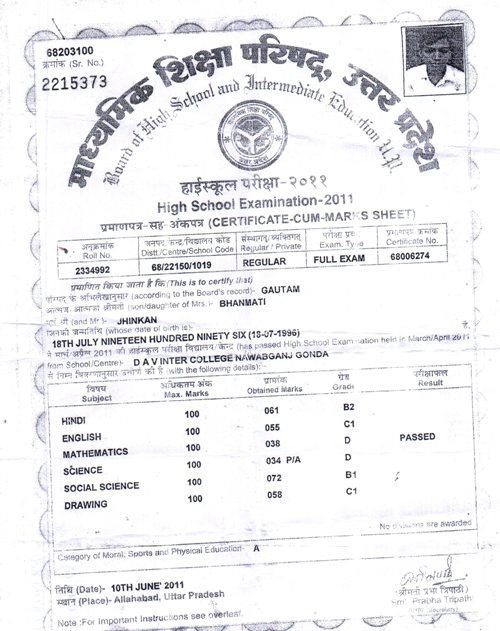 68203100
क्रमांक (Sr. No.)
2215373
माध्यमिक शिक्षा परिषद्, उत्तर प्रदेश
Board of High School and Intermediate Education U.P.
हाईस्कूल परीक्षा-२०११
High School Examination-2011
प्रमाणपत्र-सह-अंकपत्र (CERTIFICATE-CUM-MARKS SHEET)
अनुक्रमांक जनपद/केन्द्र/विद्यालय कोड संस्थागत/व्यक्तिगत परीक्षा प्रमाणपत्र क्रमांक
Roll No. Distt./Centre/School Code Regular / Private Exam. Type Certificate No.
2334992 68/22150/1019 REGULAR FULL EXAM 68006274
प्रमाणित किया जाता है कि (This is to certify that)
परिषद् के अभिलेखानुसार (according to the Board's record)- GAUTAM
आत्मज/आत्मजा श्रीमती (son/daughter of Mrs.)- BHANMATI
श्री (and Mr.)- JHINKAN
जिनकी जन्मतिथि (whose date of birth is)-
18TH JULY NINETEEN HUNDRED NINETY SIX (18-07-1996) है,
ने मार्च/अप्रैल 2011 की हाईस्कूल परीक्षा विद्यालय/केन्द्र (has passed High School Examination held in March/April 2011
from School/Centre)- D A V INTER COLLEGE NAWABGANJ GONDA
से निम्न विवरणानुसार उत्तीर्ण की है (with the following details):-
विषय अधिकतम अंक प्राप्तांक ग्रेड परीक्षाफल
Subject Max. Marks Obtained Marks Grade Result
HINDI 100 061 B2
ENGLISH 100 055 C1
MATHEMATICS 100 038 D PASSED
SCIENCE 100 034 P/A D
SOCIAL SCIENCE 100 072 B1
DRAWING 100 058 C1
No divisions are awarded
Category of Moral, Sports and Physical Education- A
तिथि (Date)- 10TH JUNE' 2011
स्थान (Place)- Allahabad, Uttar Pradesh
(श्रीमती प्रभा त्रिपाठी)
Smt. Prabha Tripathi
(Secretary)
Note :For Important Instructions see overleaf.